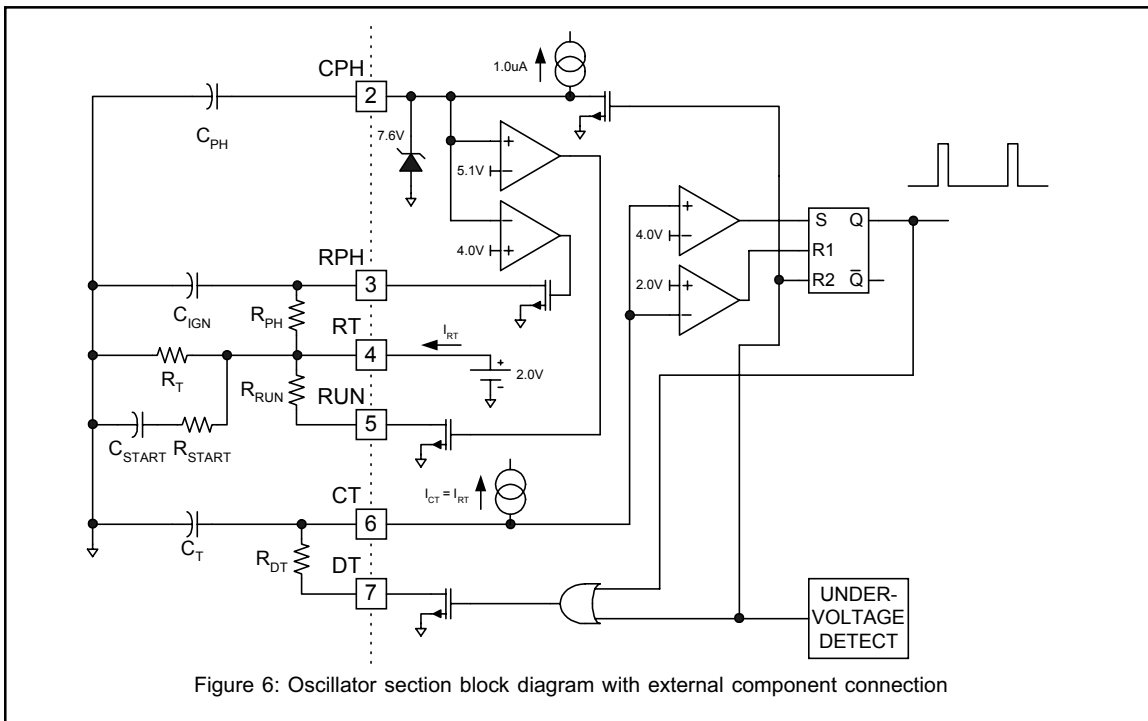 1.0uA
CPH
2
C_PH
7.6V
+
5.1V
−
−
4.0V
+
+
4.0V
−
S Q
R1
2.0V
+
−
R2 Q̅
RPH
3
C_IGN
R_PH
RT
4
I_RT
+
2.0V
-
R_T
R_RUN
RUN
5
C_START
R_START
CT
I_CT = I_RT
6
C_T
R_DT
DT
7
UNDER-
VOLTAGE
DETECT
Figure 6: Oscillator section block diagram with external component connection